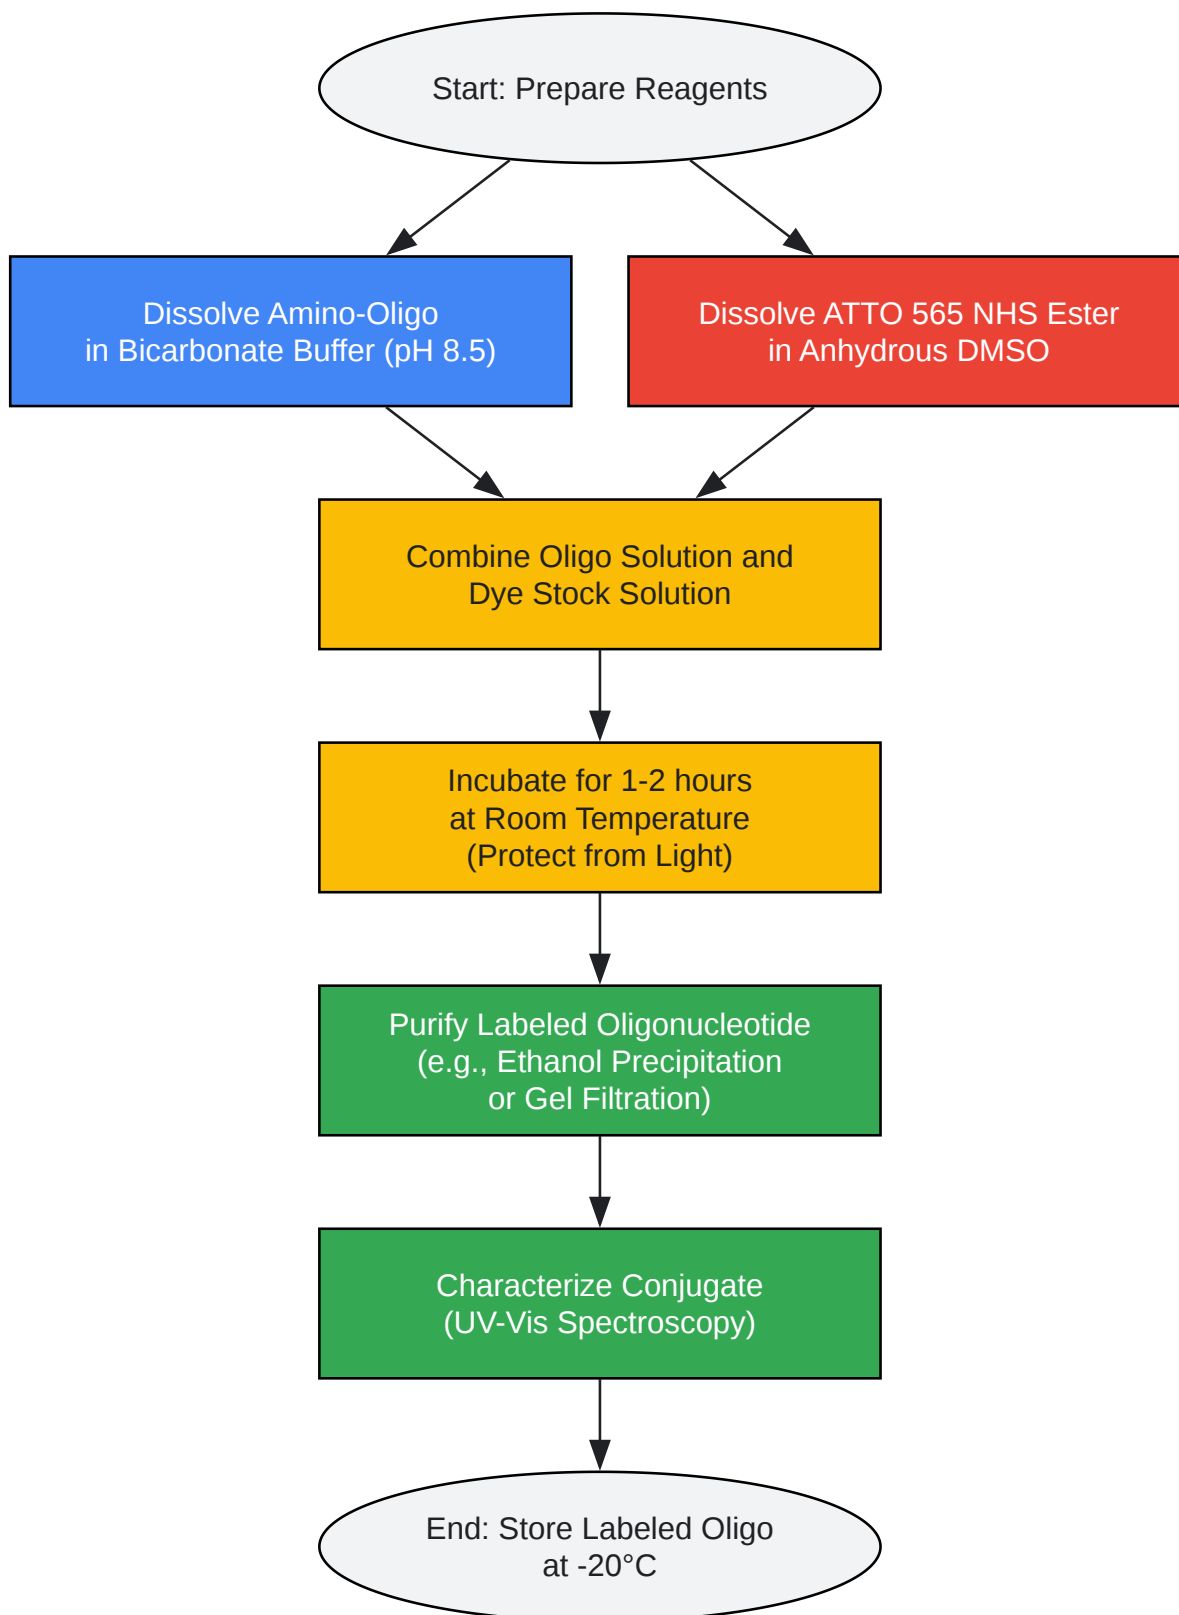 Start: Prepare Reagents
Dissolve Amino-Oligo
in Bicarbonate Buffer (pH 8.5)
Dissolve ATTO 565 NHS Ester
in Anhydrous DMSO
Combine Oligo Solution and
Dye Stock Solution
Incubate for 1-2 hours
at Room Temperature
(Protect from Light)
Purify Labeled Oligonucleotide
(e.g., Ethanol Precipitation
or Gel Filtration)
Characterize Conjugate
(UV-Vis Spectroscopy)
End: Store Labeled Oligo
at -20°C